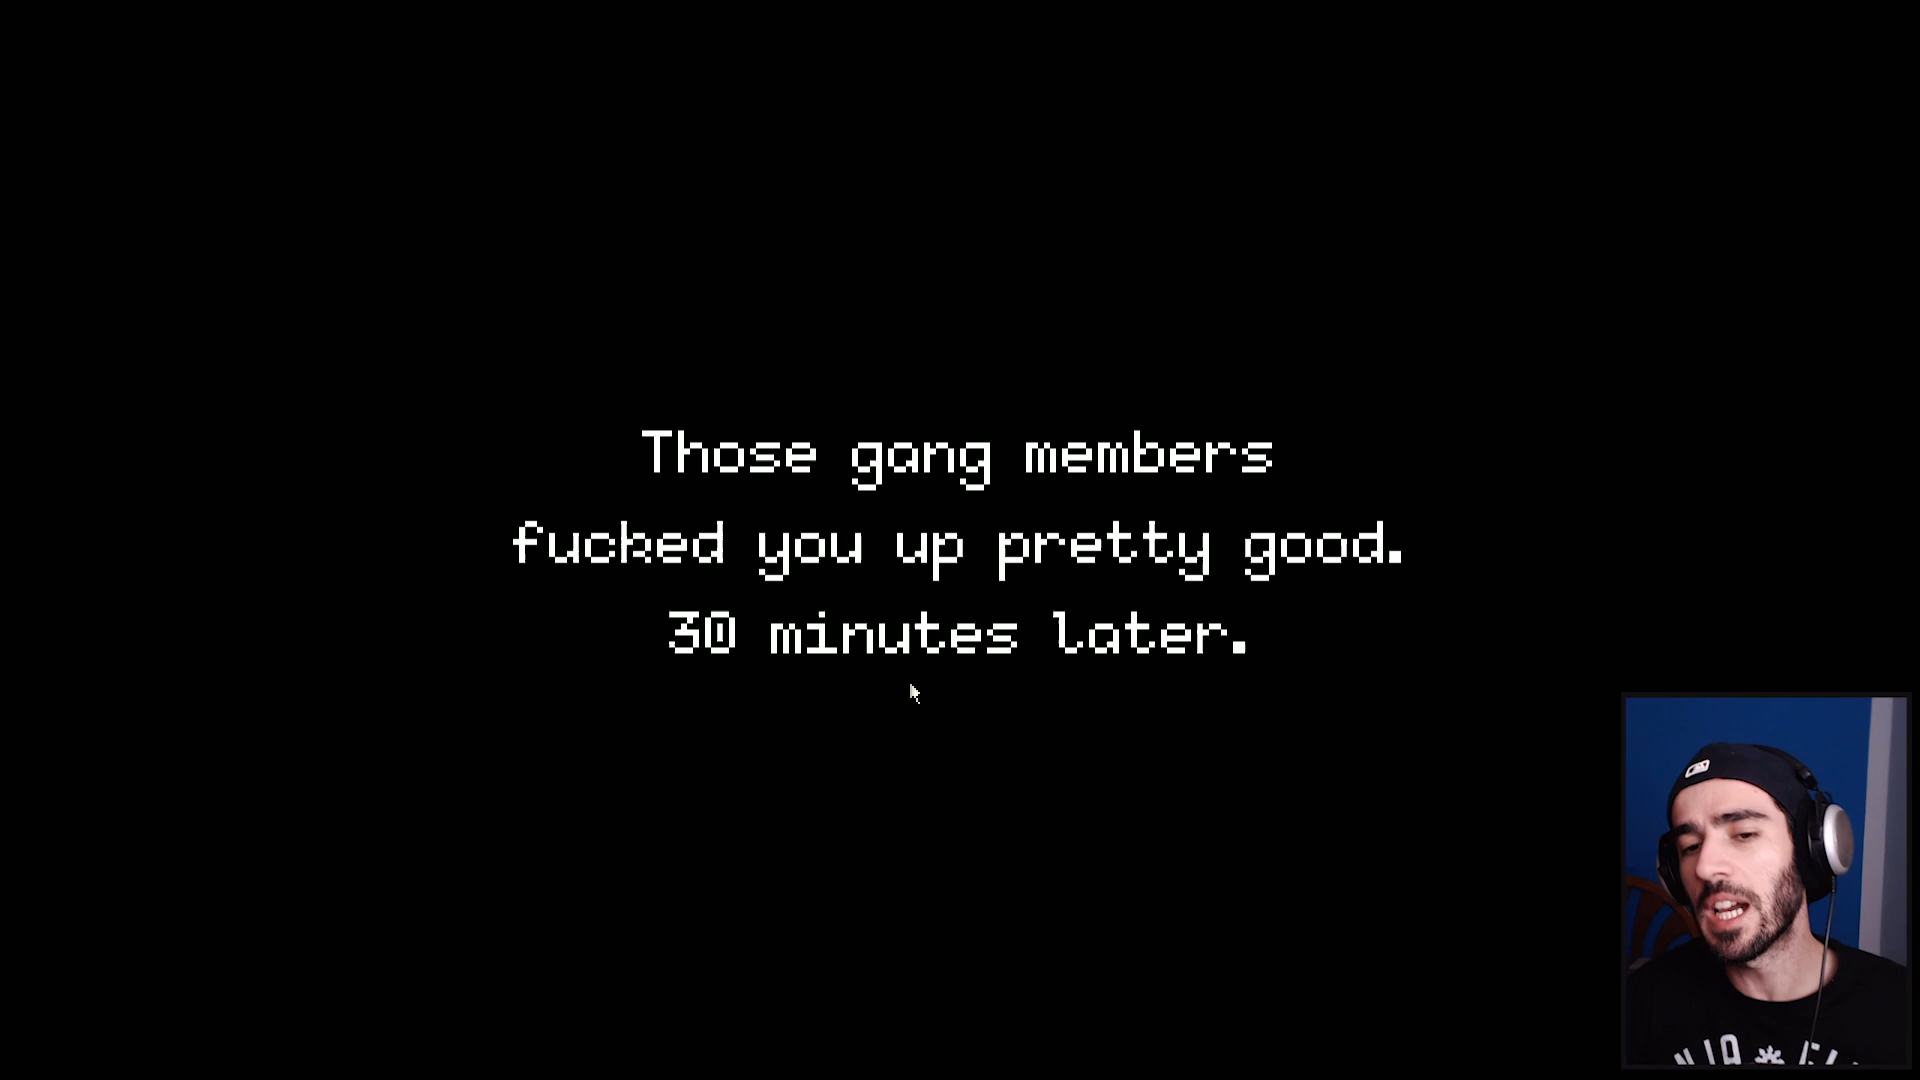 Those gang members
fucked you up pretty good.
30 minutes later.